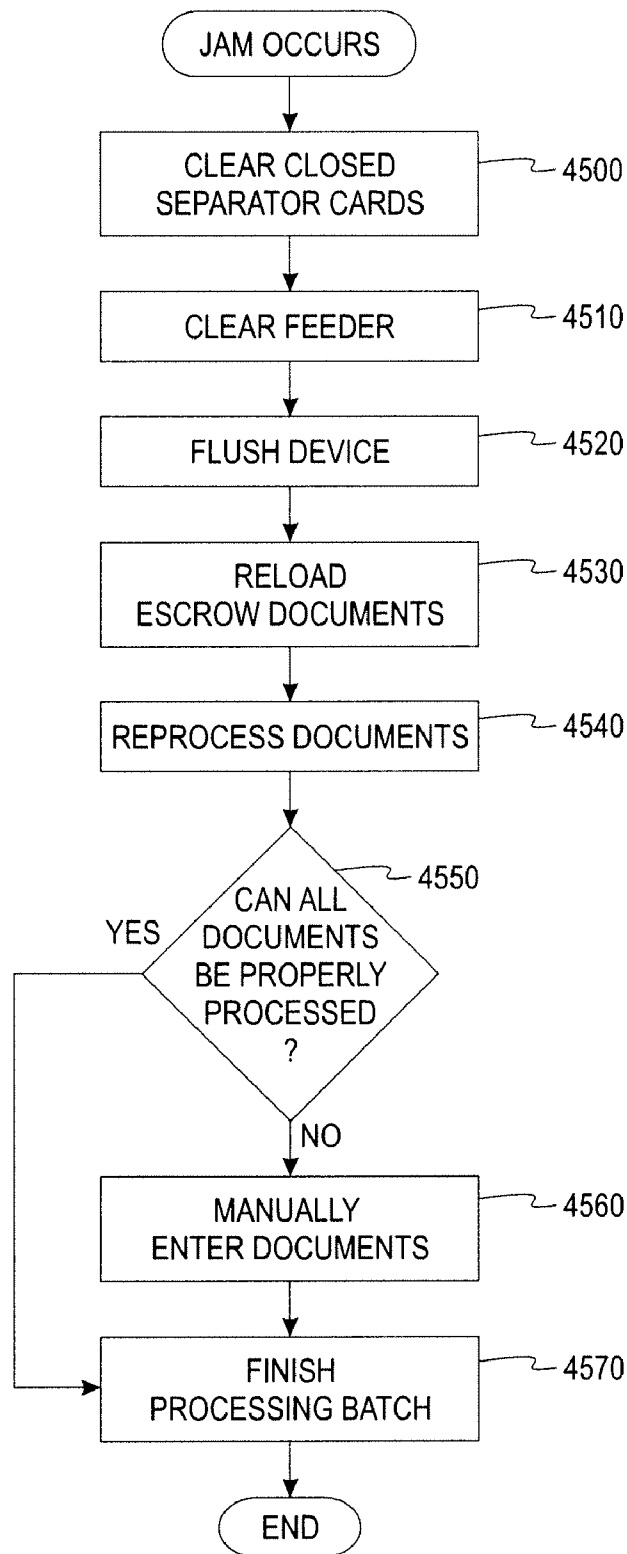 JAM OCCURS
CLEAR CLOSED
SEPARATOR CARDS
4500
CLEAR FEEDER
4510
FLUSH DEVICE
4520
RELOAD
ESCROW DOCUMENTS
4530
REPROCESS DOCUMENTS
4540
4550
CAN ALL
DOCUMENTS
BE PROPERLY
PROCESSED
?
YES
NO
MANUALLY
ENTER DOCUMENTS
4560
FINISH
PROCESSING BATCH
4570
END